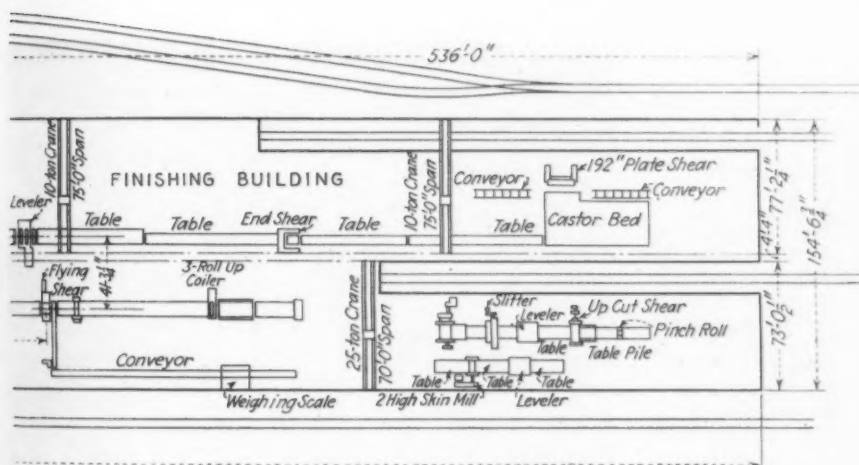 536'-0"
10-ton Crane
75'-0" Span
FINISHING BUILDING
Leveler
Table
Table
End Shear
Table
10-ton Crane
75'-0" Span
Conveyor
192" Plate Shear
Conveyor
Table
Castor Bed
77'-2 1/4"
4'-4"
154'-6 3/4"
Flying
Shear
41'-3 1/4"
3-Roll Up
Coiler
25-ton Crane
70'-0" Span
Slitter
Leveler
Up Cut Shear
Pinch Roll
Table
Table Pile
73'-0 1/2"
Conveyor
Weighing Scale
Table
Table
Table
2 High Skin Mill
Leveler